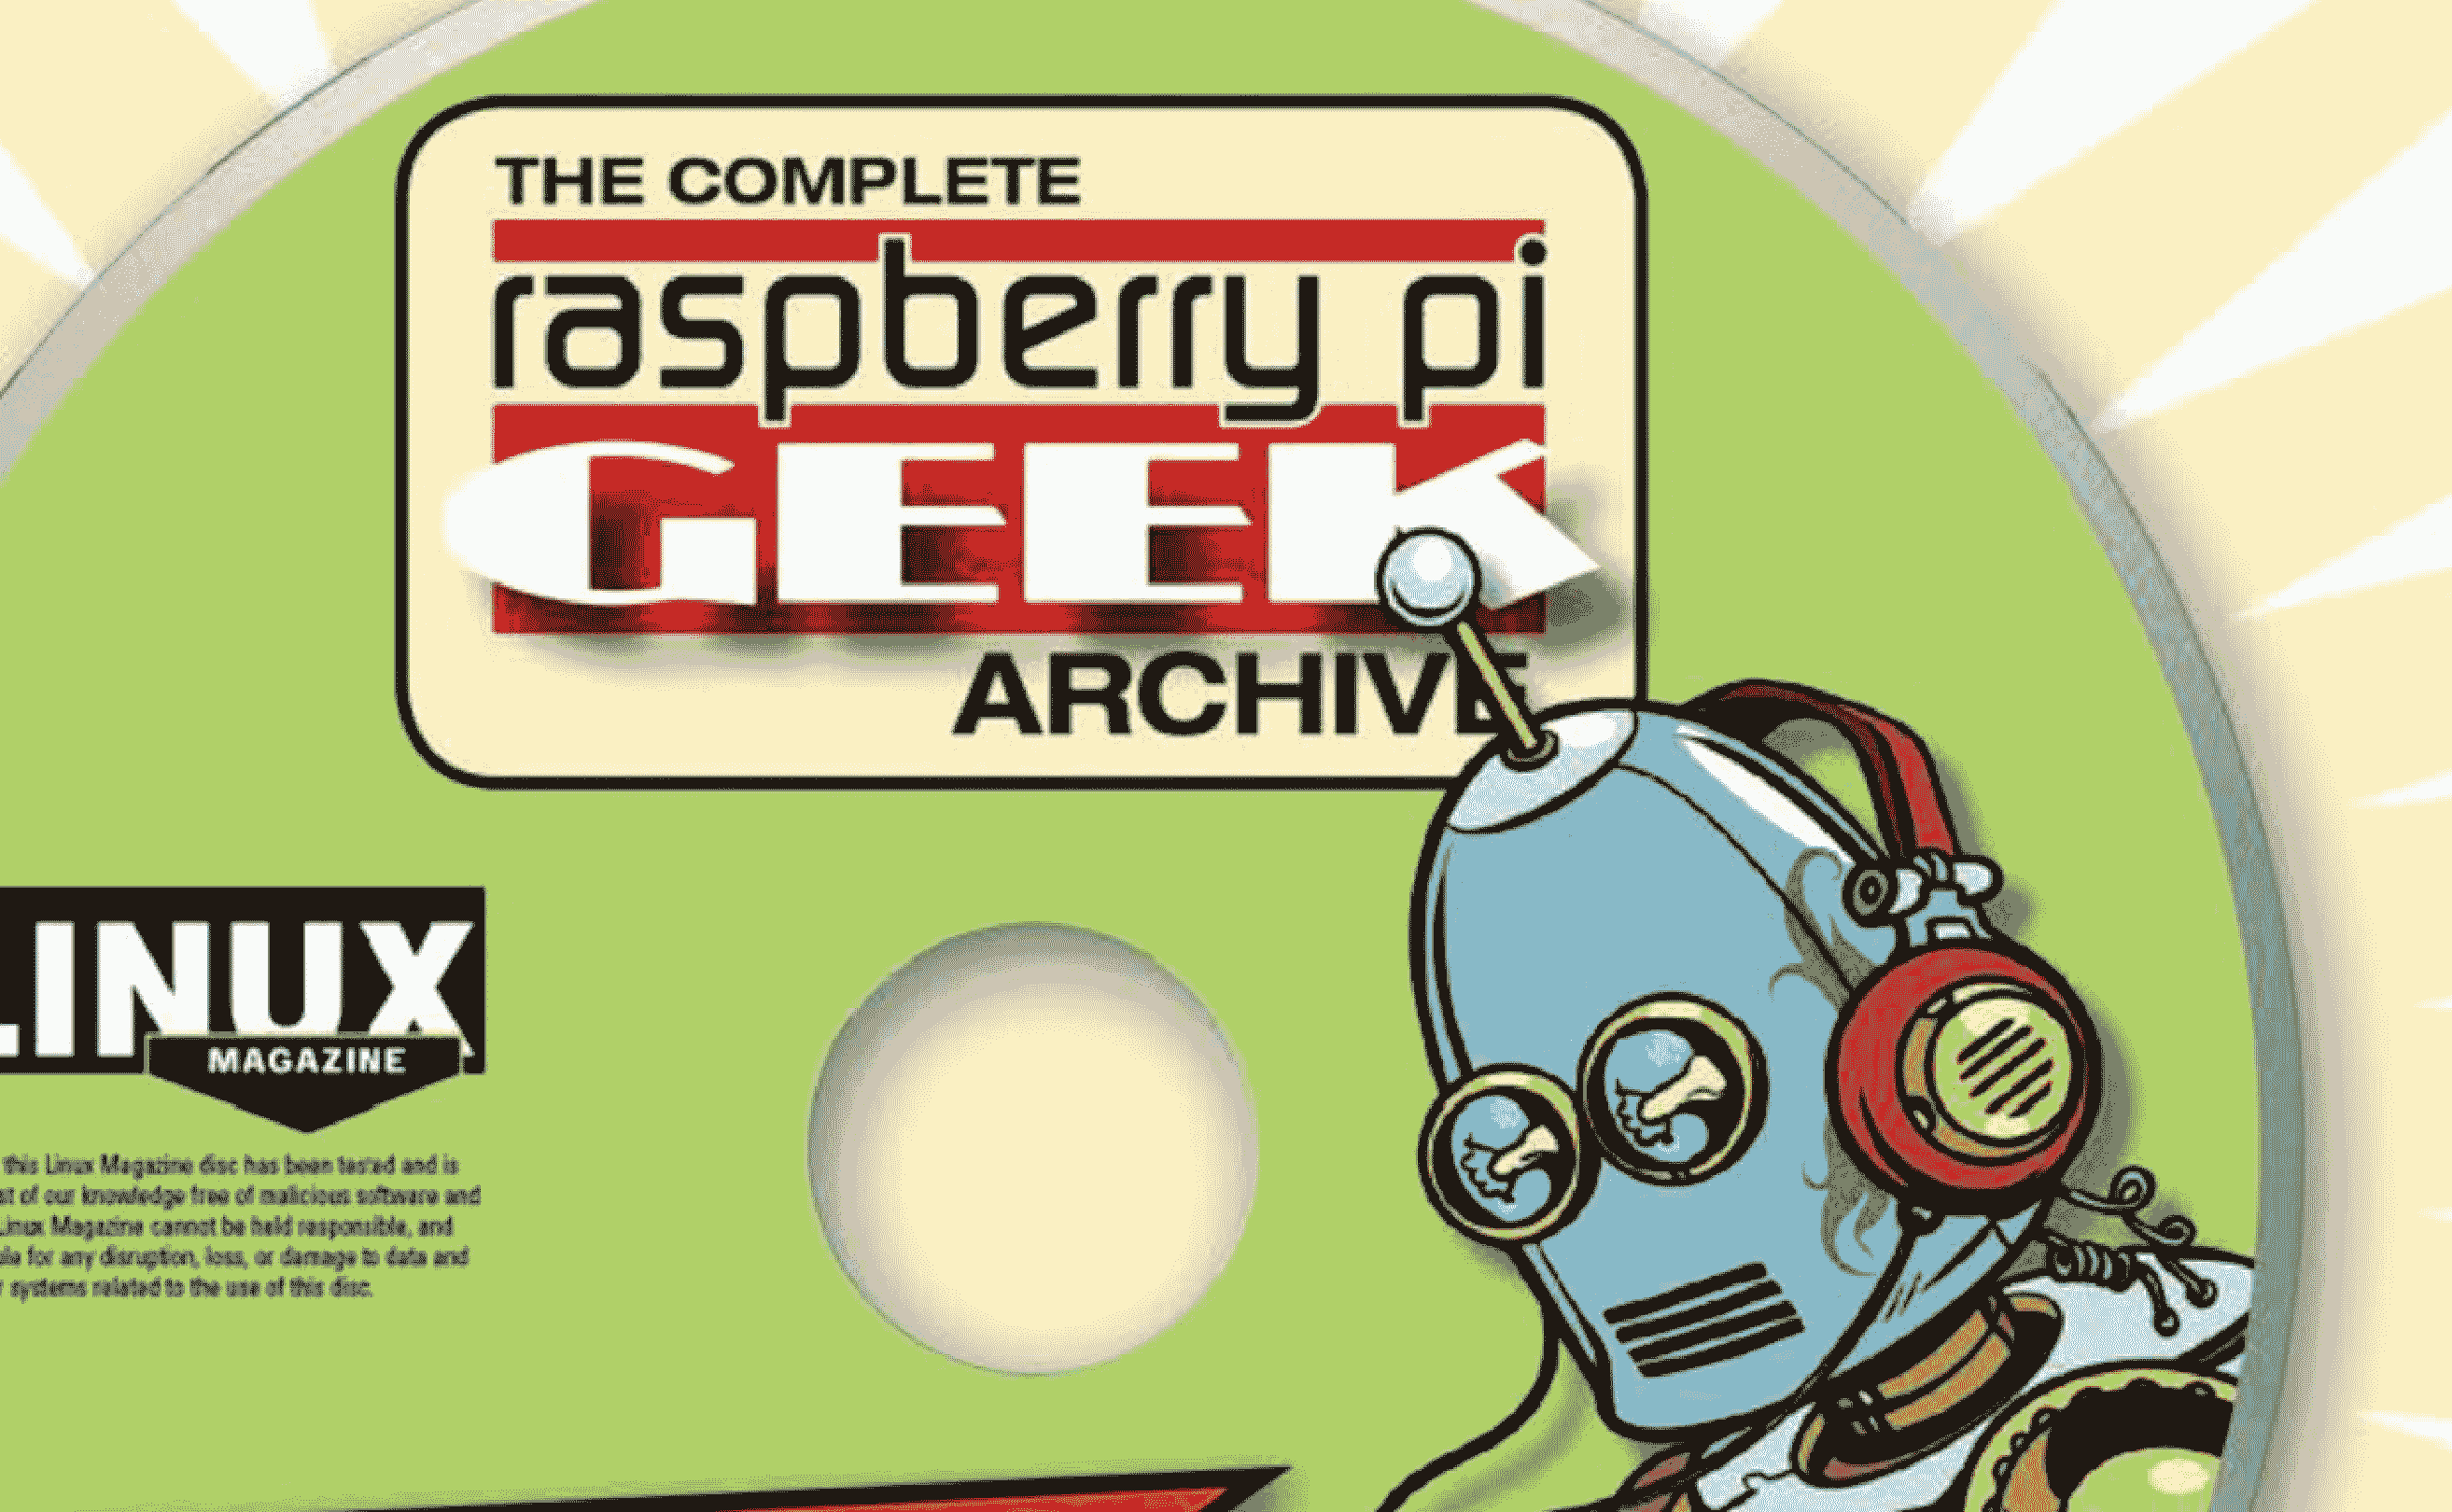 THE COMPLETE
raspberry pi
GEEK
ARCHIVE
LINUX
MAGAZINE
this Linux Magazine disc has been tested and is
of our knowledge free of malicious software and
Linux Magazine cannot be held responsible, and
for any disruption, loss, or damage to data and
systems related to the use of this disc.